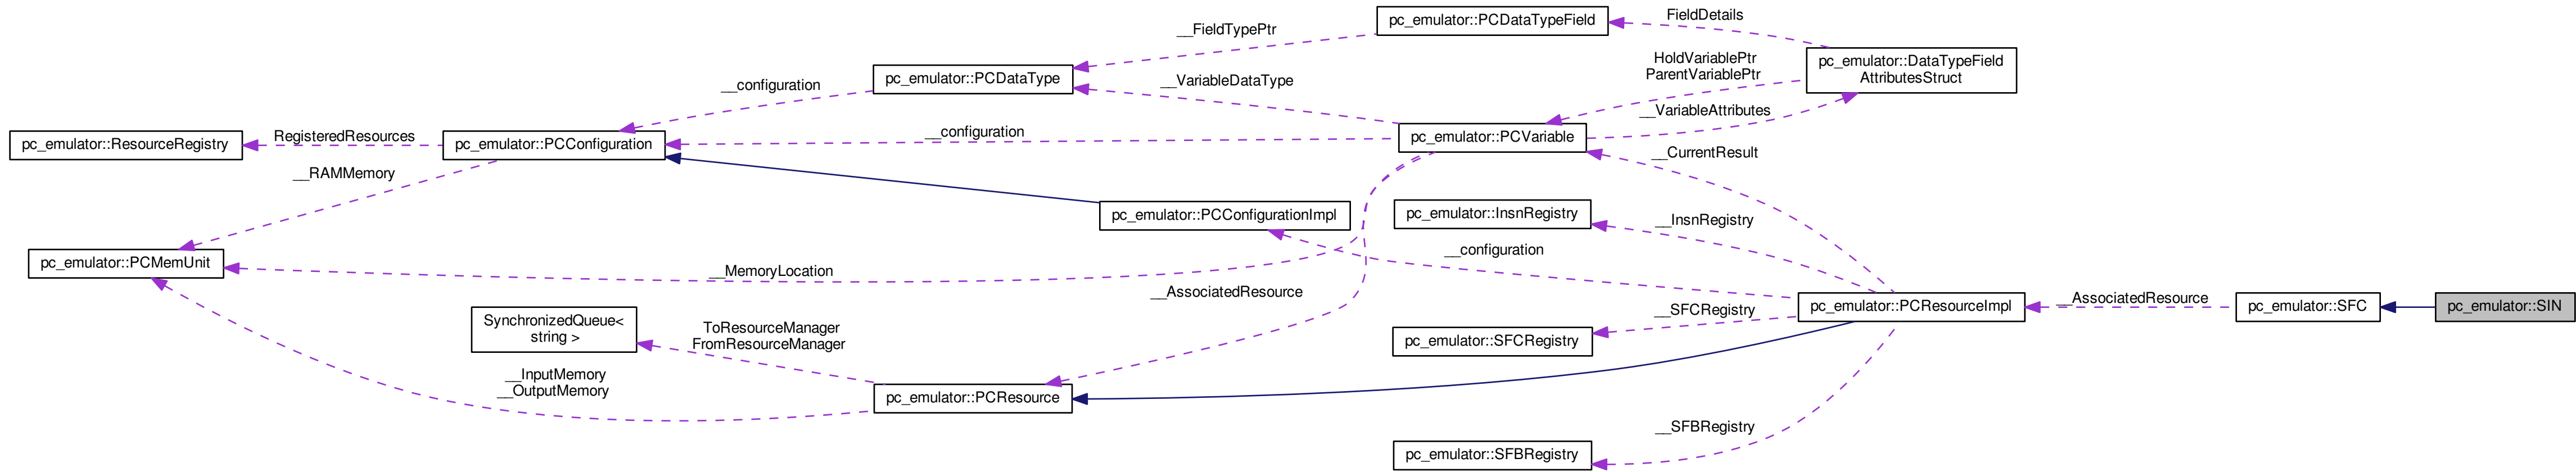 pc_emulator::PCDataTypeField
FieldDetails
__FieldTypePtr
pc_emulator::DataTypeField
AttributesStruct
HoldVariablePtr
ParentVariablePtr
pc_emulator::PCDataType
__configuration
__VariableDataType
__VariableAttributes
pc_emulator::ResourceRegistry
RegisteredResources
pc_emulator::PCConfiguration
__configuration
pc_emulator::PCVariable
__CurrentResult
__RAMMemory
pc_emulator::PCConfigurationImpl
pc_emulator::InsnRegistry
__InsnRegistry
__configuration
pc_emulator::PCMemUnit
__MemoryLocation
__AssociatedResource
pc_emulator::PCResourceImpl
__AssociatedResource
pc_emulator::SFC
pc_emulator::SIN
SynchronizedQueue<
string >
ToResourceManager
FromResourceManager
__SFCRegistry
pc_emulator::SFCRegistry
__InputMemory
__OutputMemory
pc_emulator::PCResource
__SFBRegistry
pc_emulator::SFBRegistry